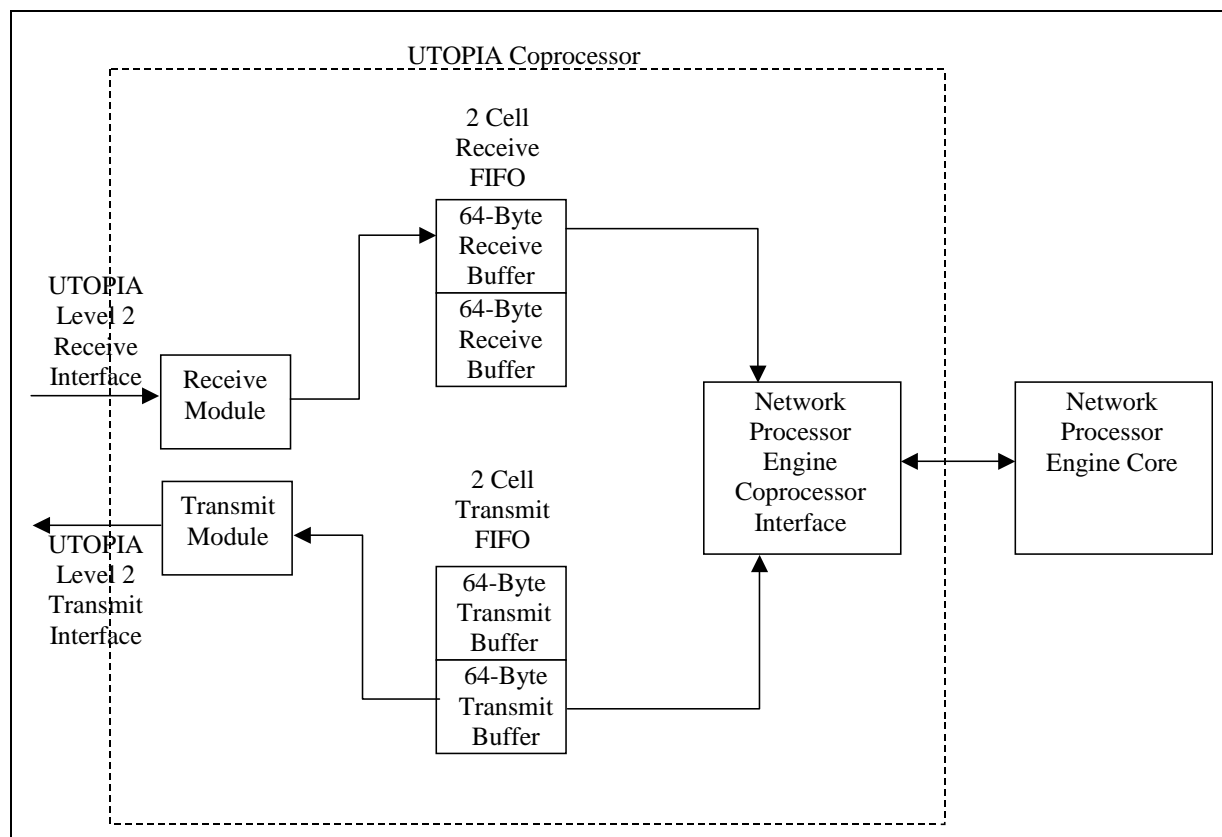 UTOPIA Coprocessor
2 Cell
Receive
FIFO
64-Byte
Receive
Buffer
64-Byte
Receive
Buffer
UTOPIA
Level 2
Receive
Interface
Receive
Module
Network
Processor
Engine
Coprocessor
Interface
Network
Processor
Engine Core
2 Cell
Transmit
FIFO
Transmit
Module
UTOPIA
Level 2
Transmit
Interface
64-Byte
Transmit
Buffer
64-Byte
Transmit
Buffer